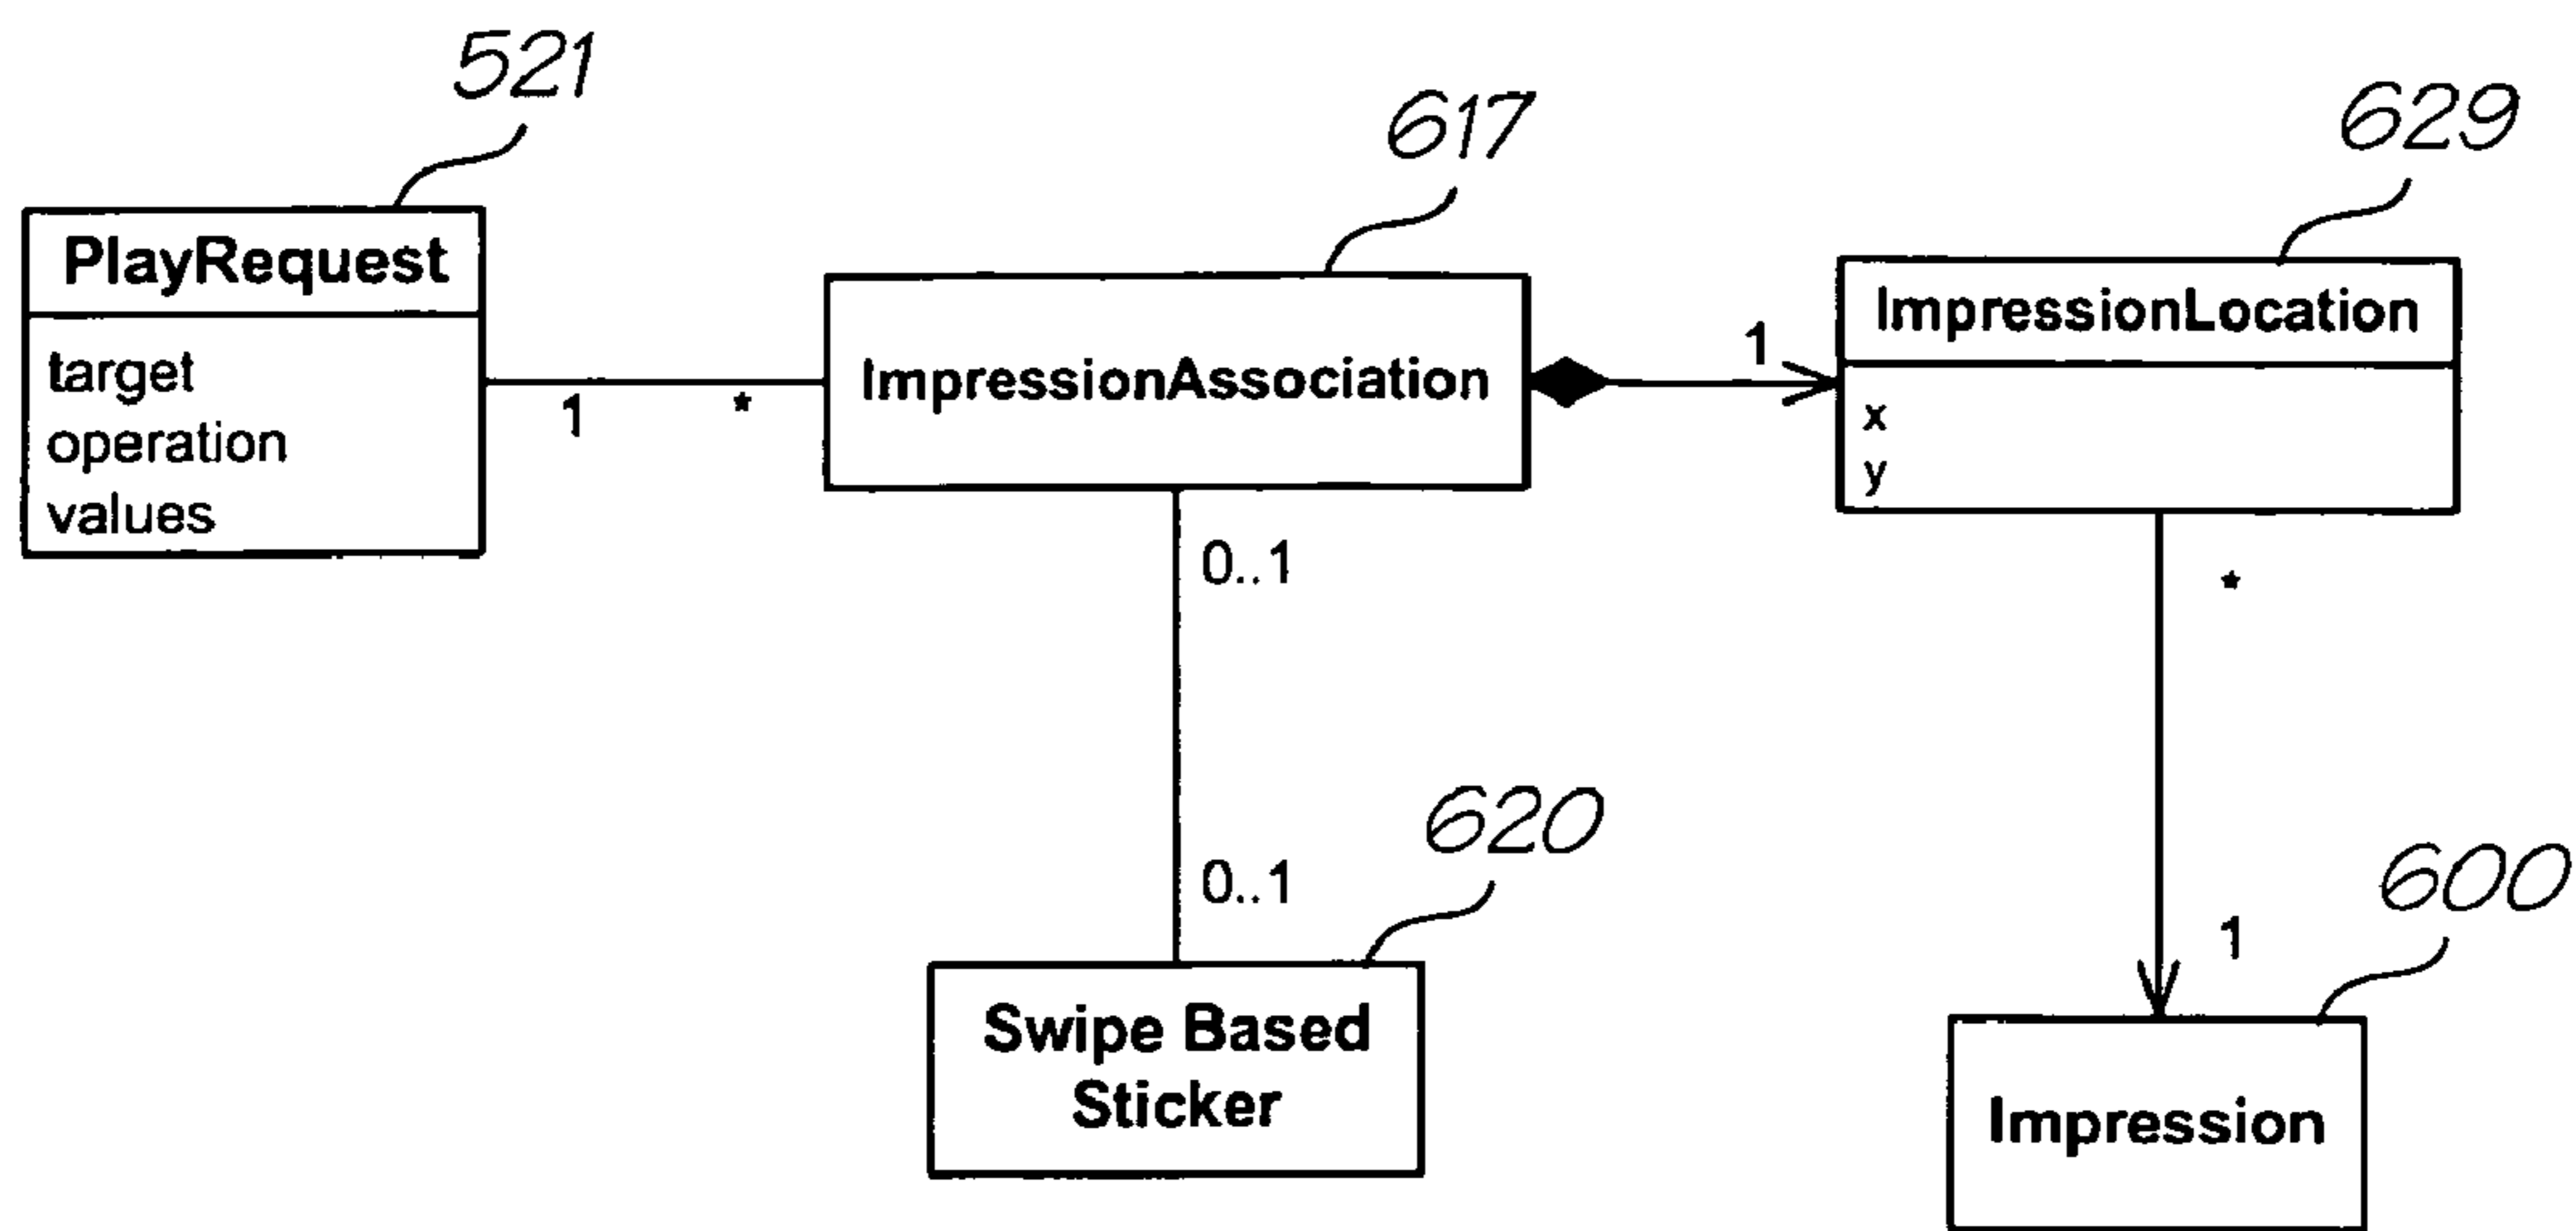 521
617
629
PlayRequest
target
operation
values
1
*
ImpressionAssociation
1
ImpressionLocation
x
y
0..1
*
0..1
620
Swipe Based
Sticker
1
600
Impression